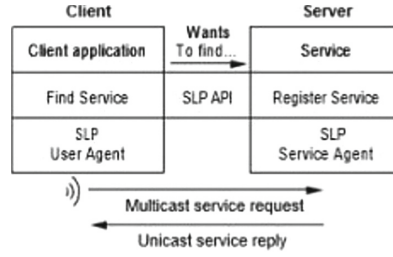 Client
Server
Client application
Wants
To find...
Service
Find Service
SLP API
Register Service
SLP
User Agent
SLP
Service Agent
Multicast service request
Unicast service reply